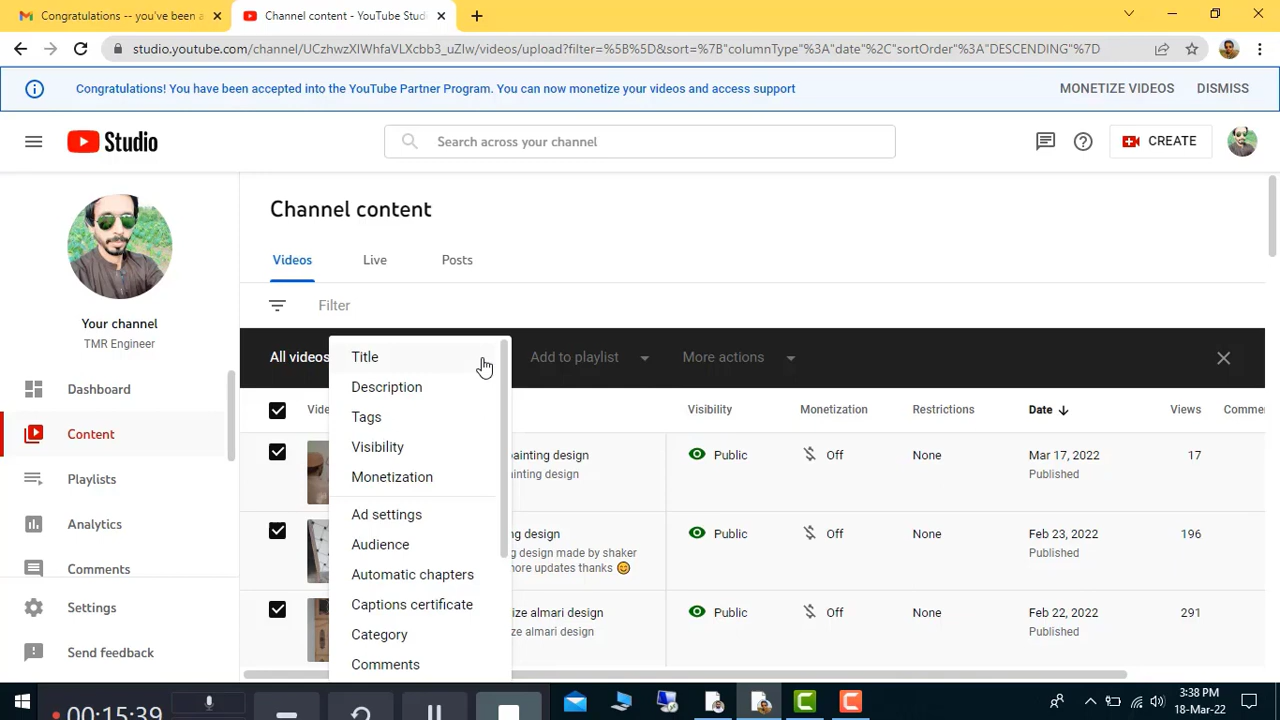 Congratulations -- you've been a
Channel content - YouTube Stud
studio.youtube.com/channel/UCzhwzXIWhfaVLXcbb3_uZIw/videos/upload?filter=%5B%5D&sort=%7B"columnType"%3A"date"%2C"sortOrder"%3A"DESCENDING"%7D
Congratulations! You have been accepted into the YouTube Partner Program. You can now monetize your videos and access support
MONETIZE VIDEOS
DISMISS
Studio
Search across your channel
CREATE
Your channel
TMR Engineer
Dashboard
Content
Playlists
Analytics
Comments
Settings
Send feedback
Channel content
Videos
Live
Posts
Filter
All videos
Add to playlist
More actions
Title
Description
Tags
Visibility
Monetization
Ad settings
Audience
Automatic chapters
Captions certificate
Category
Comments
Vide
Visibility
Monetization
Restrictions
Date
Views
Comme
ainting design
ainting design
Public
Off
None
Mar 17, 2022
Published
17
ng design
g design made by shaker
ore updates thanks 😊
Public
Off
None
Feb 23, 2022
Published
196
ize almari design
ize almari design
Public
Off
None
Feb 22, 2022
Published
291
00:15:39
3:38 PM
18-Mar-22